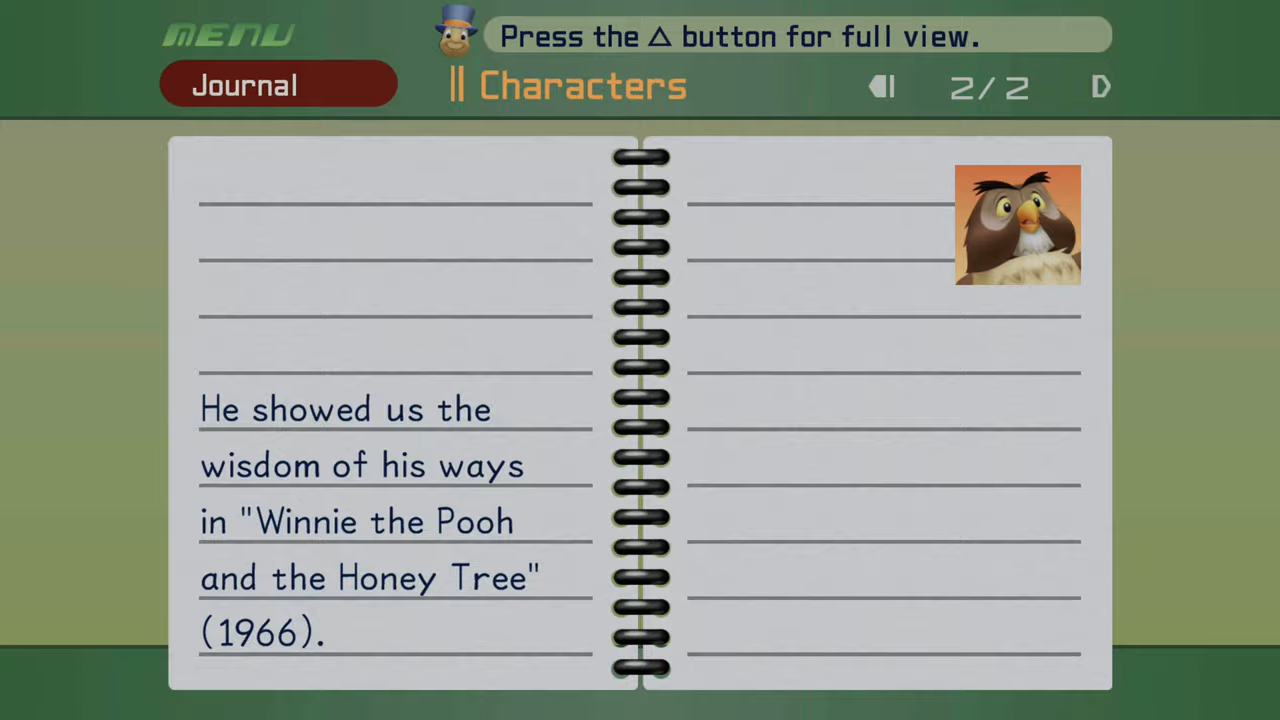 MENU
Press the △ button for full view.
Journal
Characters
2/2
He showed us the
wisdom of his ways
in "Winnie the Pooh
and the Honey Tree"
(1966).